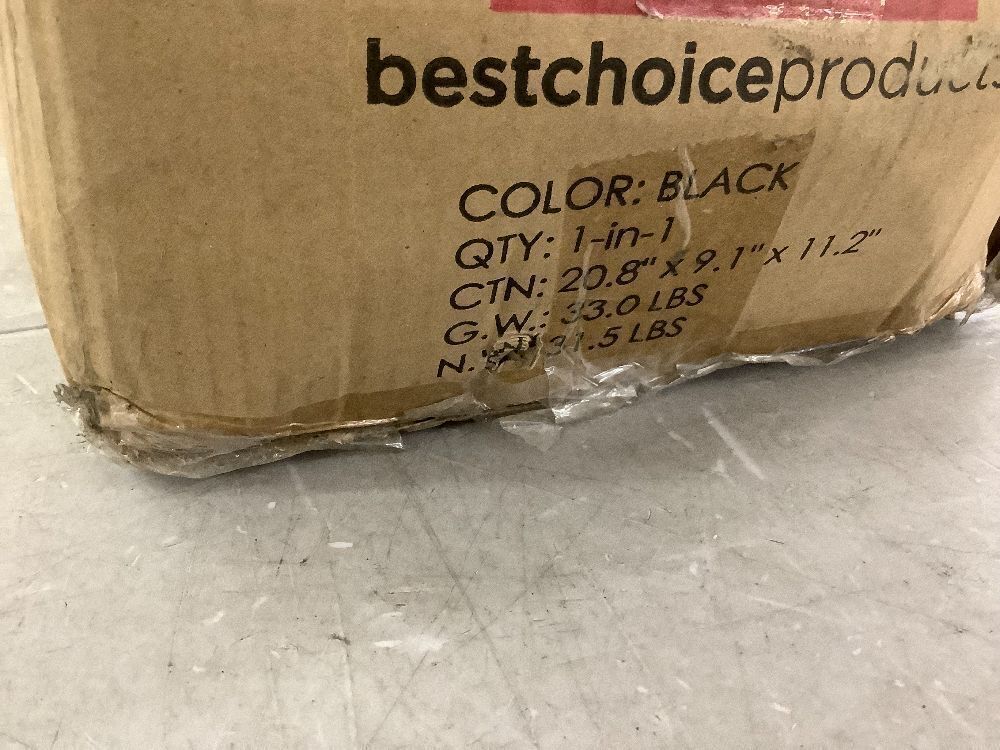 bestchoiceproducts
COLOR: BLACK
QTY: 1-in-1
CTN: 20.8" x 9.1" x 11.2"
G.W.: 33.0 LBS
N.W.: 31.5 LBS